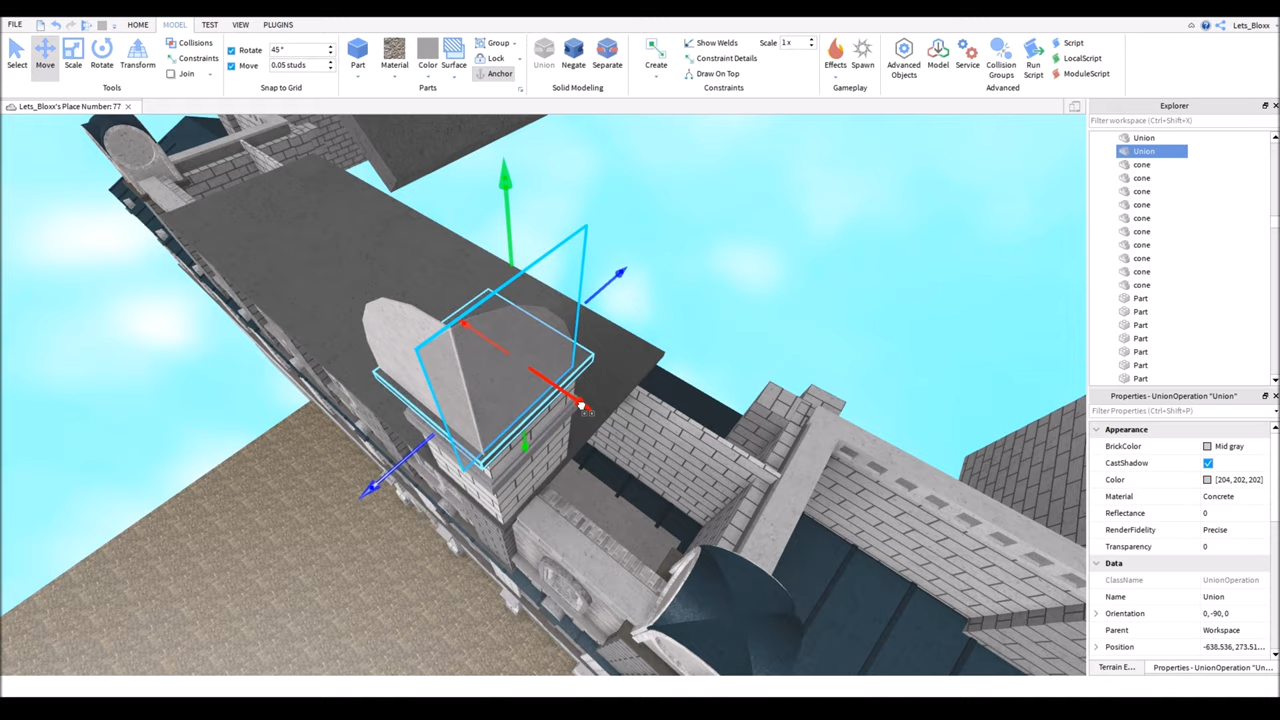 FILE HOME MODEL TEST VIEW PLUGINS Lets_Bloxx
Select Move Scale Rotate Transform
Collisions
Constraints
Join
Tools
Rotate 45°
Move 0.05 studs
Snap to Grid
Part Material Color Surface
Group
Lock
Anchor
Parts
Union Negate Separate
Solid Modeling
Create
Show Welds
Constraint Details
Draw On Top
Scale 1x
Constraints
Effects Spawn
Gameplay
Advanced Objects
Model
Service
Collision Groups
Run Script
Script
LocalScript
ModuleScript
Advanced
Lets_Bloxx's Place Number: 77
Explorer
Filter workspace (Ctrl+Shift+X)
Union
Union
cone
cone
cone
cone
cone
cone
cone
cone
cone
cone
Part
Part
Part
Part
Part
Part
Part
Properties - UnionOperation "Union"
Filter Properties (Ctrl+Shift+P)
Appearance
BrickColor Mid gray
CastShadow
Color [204, 202, 202]
Material Concrete
Reflectance 0
RenderFidelity Precise
Transparency 0
Data
ClassName UnionOperation
Name Union
Orientation 0, -90, 0
Parent Workspace
Position -638.536, 273.51...
Terrain E... Properties - UnionOperation "Un...